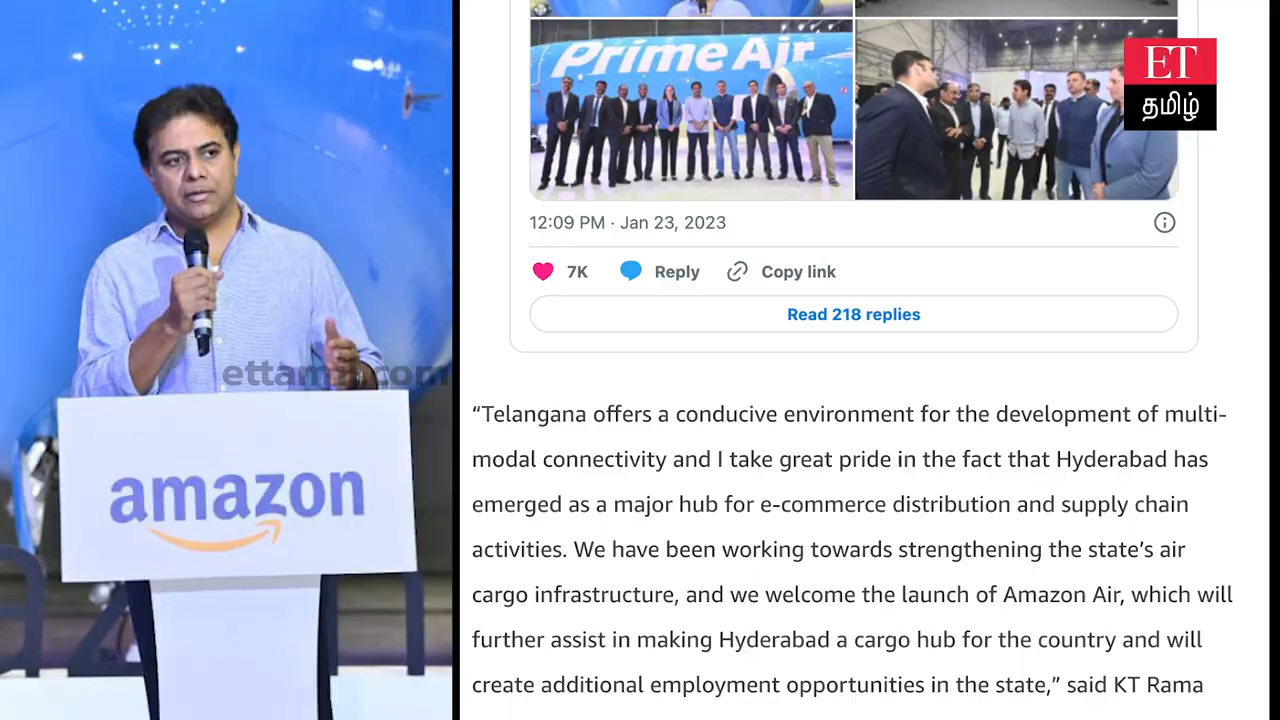 Prime Air
ET
தமிழ்
12:09 PM · Jan 23, 2023
7K Reply Copy link
Read 218 replies
ettamil.com
amazon
“Telangana offers a conducive environment for the development of multi-
modal connectivity and I take great pride in the fact that Hyderabad has
emerged as a major hub for e-commerce distribution and supply chain
activities. We have been working towards strengthening the state’s air
cargo infrastructure, and we welcome the launch of Amazon Air, which will
further assist in making Hyderabad a cargo hub for the country and will
create additional employment opportunities in the state,” said KT Rama